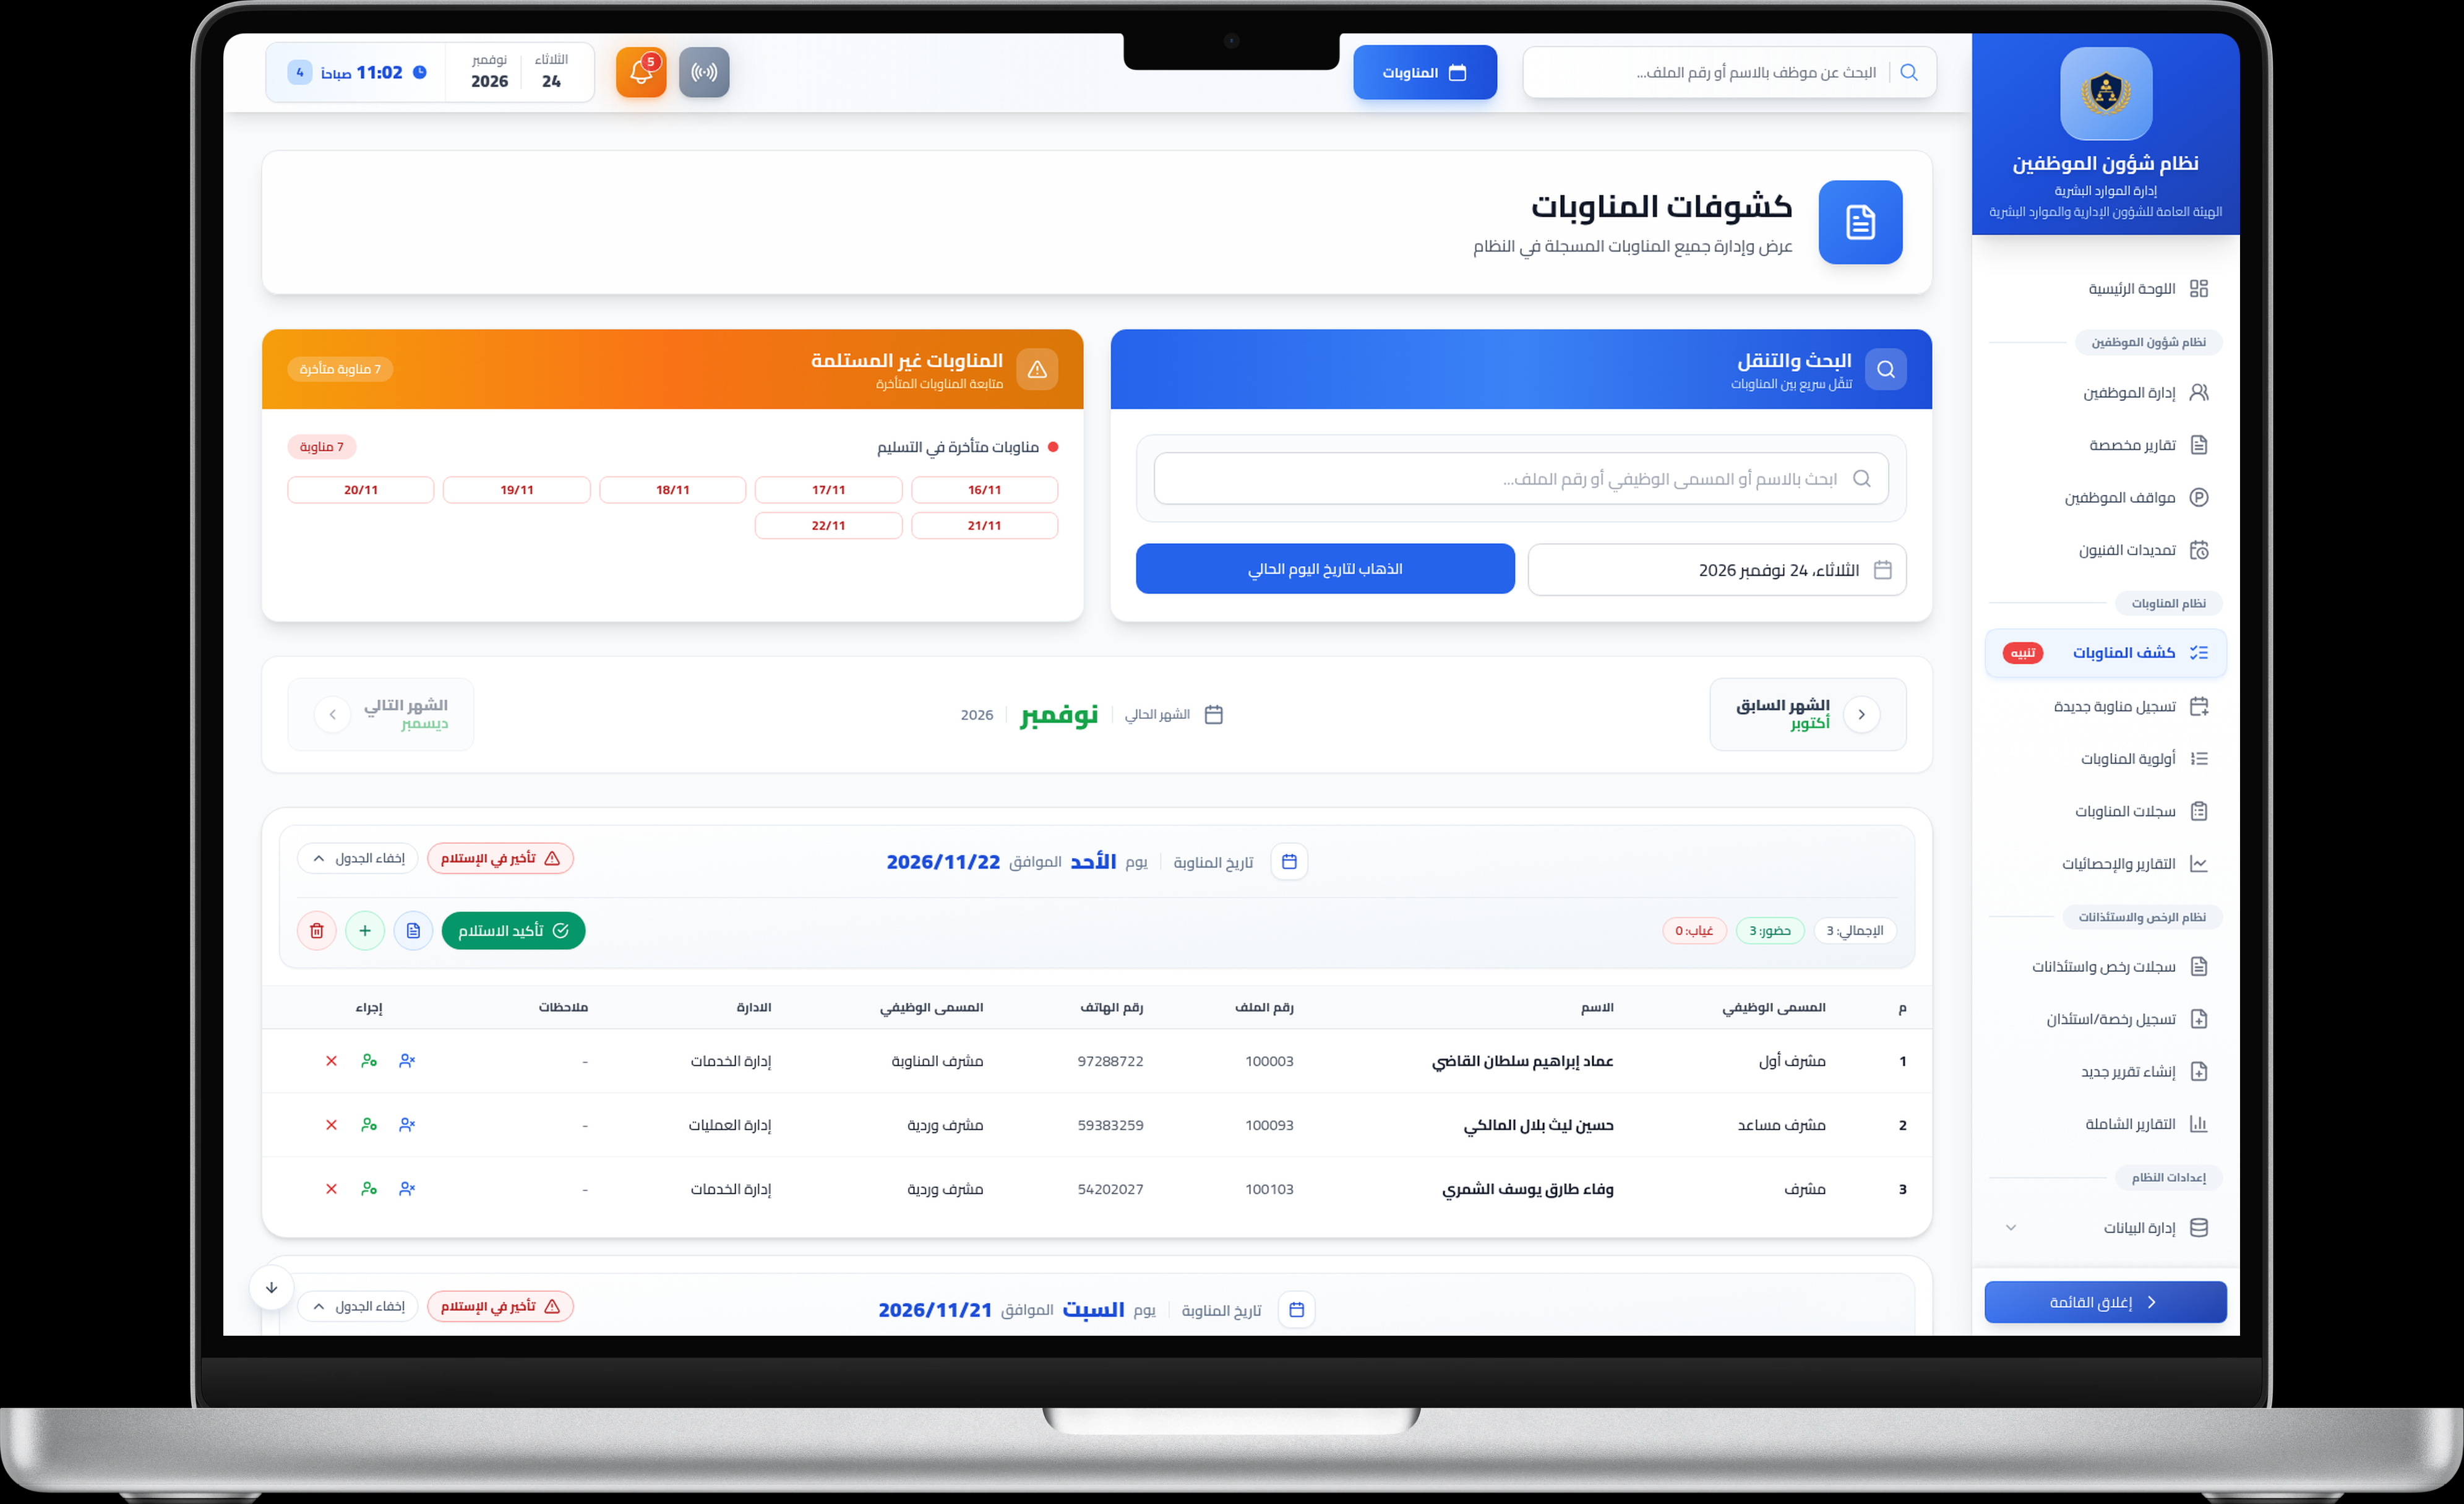 نظام شؤون الموظفين
إدارة الموارد البشرية
الهيئة العامة للشؤون الإدارية والموارد البشرية
اللوحة الرئيسية
نظام شؤون الموظفين
إدارة الموظفين
تقارير مخصصة
مواقف الموظفين
تمديدات الفنيون
نظام المناوبات
كشف المناوبات تنبيه
تسجيل مناوبة جديدة
أولوية المناوبات
سجلات المناوبات
التقارير والإحصائيات
نظام الرخص والاستئذانات
سجلات رخص واستئذانات
تسجيل رخصة/استئذان
إنشاء تقرير جديد
التقارير الشاملة
إعدادات النظام
إدارة البيانات
إغلاق القائمة
البحث عن موظف بالاسم أو رقم الملف...
المناوبات
5
الثلاثاء نوفمبر
24 2026
11:02 صباحاً 4
كشوفات المناوبات
عرض وإدارة جميع المناوبات المسجلة في النظام
البحث والتنقل
تنقّل سريع بين المناوبات
ابحث بالاسم أو المسمى الوظيفي أو رقم الملف...
الثلاثاء، 24 نوفمبر 2026 الذهاب لتاريخ اليوم الحالي
المناوبات غير المستلمة 7 مناوبة متأخرة
متابعة المناوبات المتأخرة
مناوبات متأخرة في التسليم 7 مناوبة
16/11 17/11 18/11 19/11 20/11
21/11 22/11
الشهر السابق
أكتوبر
الشهر الحالي نوفمبر 2026
الشهر التالي
ديسمبر
تاريخ المناوبة يوم الأحد الموافق 2026/11/22 تأخير في الإستلام إخفاء الجدول
الإجمالي: 3 حضور: 3 غياب: 0 تأكيد الاستلام
م المسمى الوظيفي الاسم رقم الملف رقم الهاتف المسمى الوظيفي الادارة ملاحظات إجراء
1 مشرف أول عماد إبراهيم سلطان القاضي 100003 97288722 مشرف المناوبة إدارة الخدمات -
2 مشرف مساعد حسين ليث بلال المالكي 100093 59383259 مشرف وردية إدارة العمليات -
3 مشرف وفاء طارق يوسف الشمري 100103 54202027 مشرف وردية إدارة الخدمات -
تاريخ المناوبة يوم السبت الموافق 2026/11/21 تأخير في الإستلام إخفاء الجدول